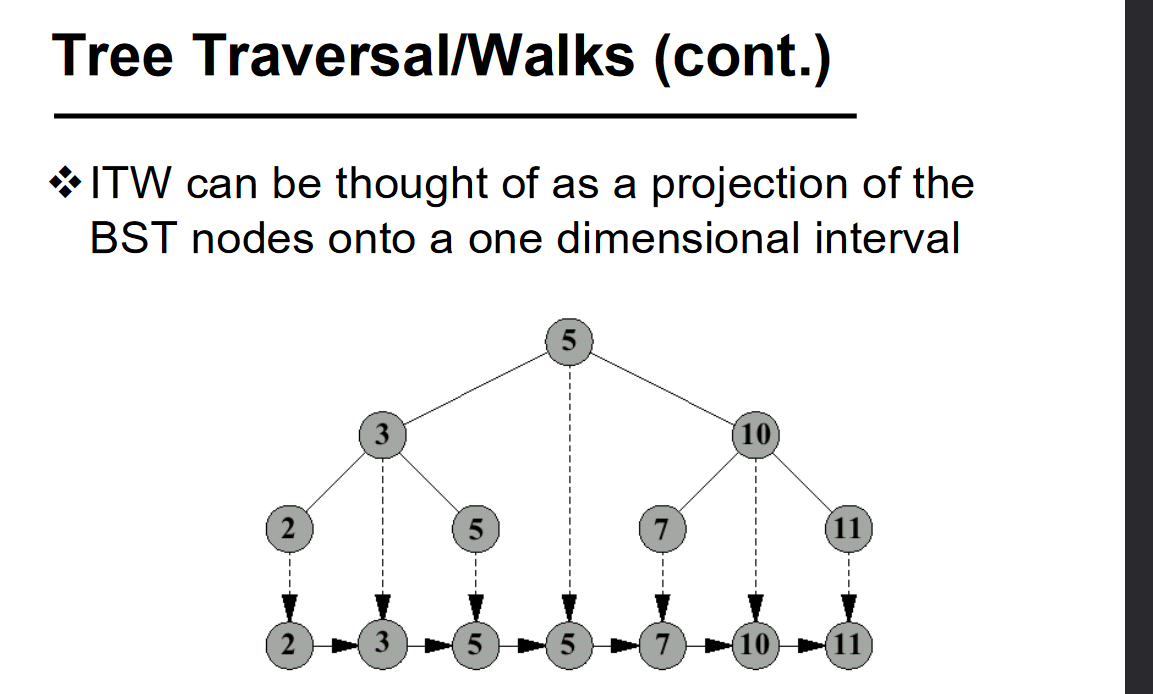 Tree Traversal/Walks (cont.)
❖ ITW can be thought of as a projection of the
BST nodes onto a one dimensional interval
5
3 10
2 5 7 11
2 3 5 5 7 10 11